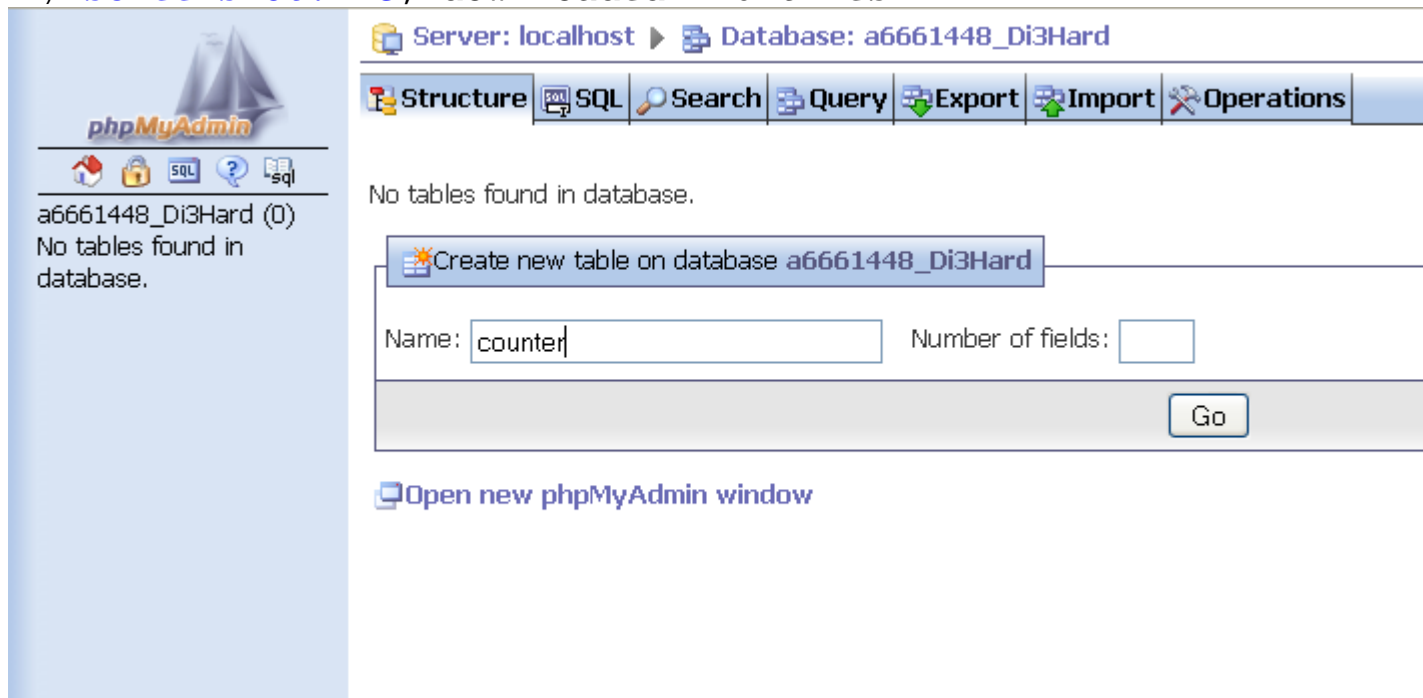 Server: localhost ▶ Database: a6661448_Di3Hard
Structure SQL Search Query Export Import Operations
phpMyAdmin
SQL sql
a6661448_Di3Hard (0)
No tables found in
database.
No tables found in database.
Create new table on database a6661448_Di3Hard
Name: counter Number of fields:
Go
Open new phpMyAdmin window